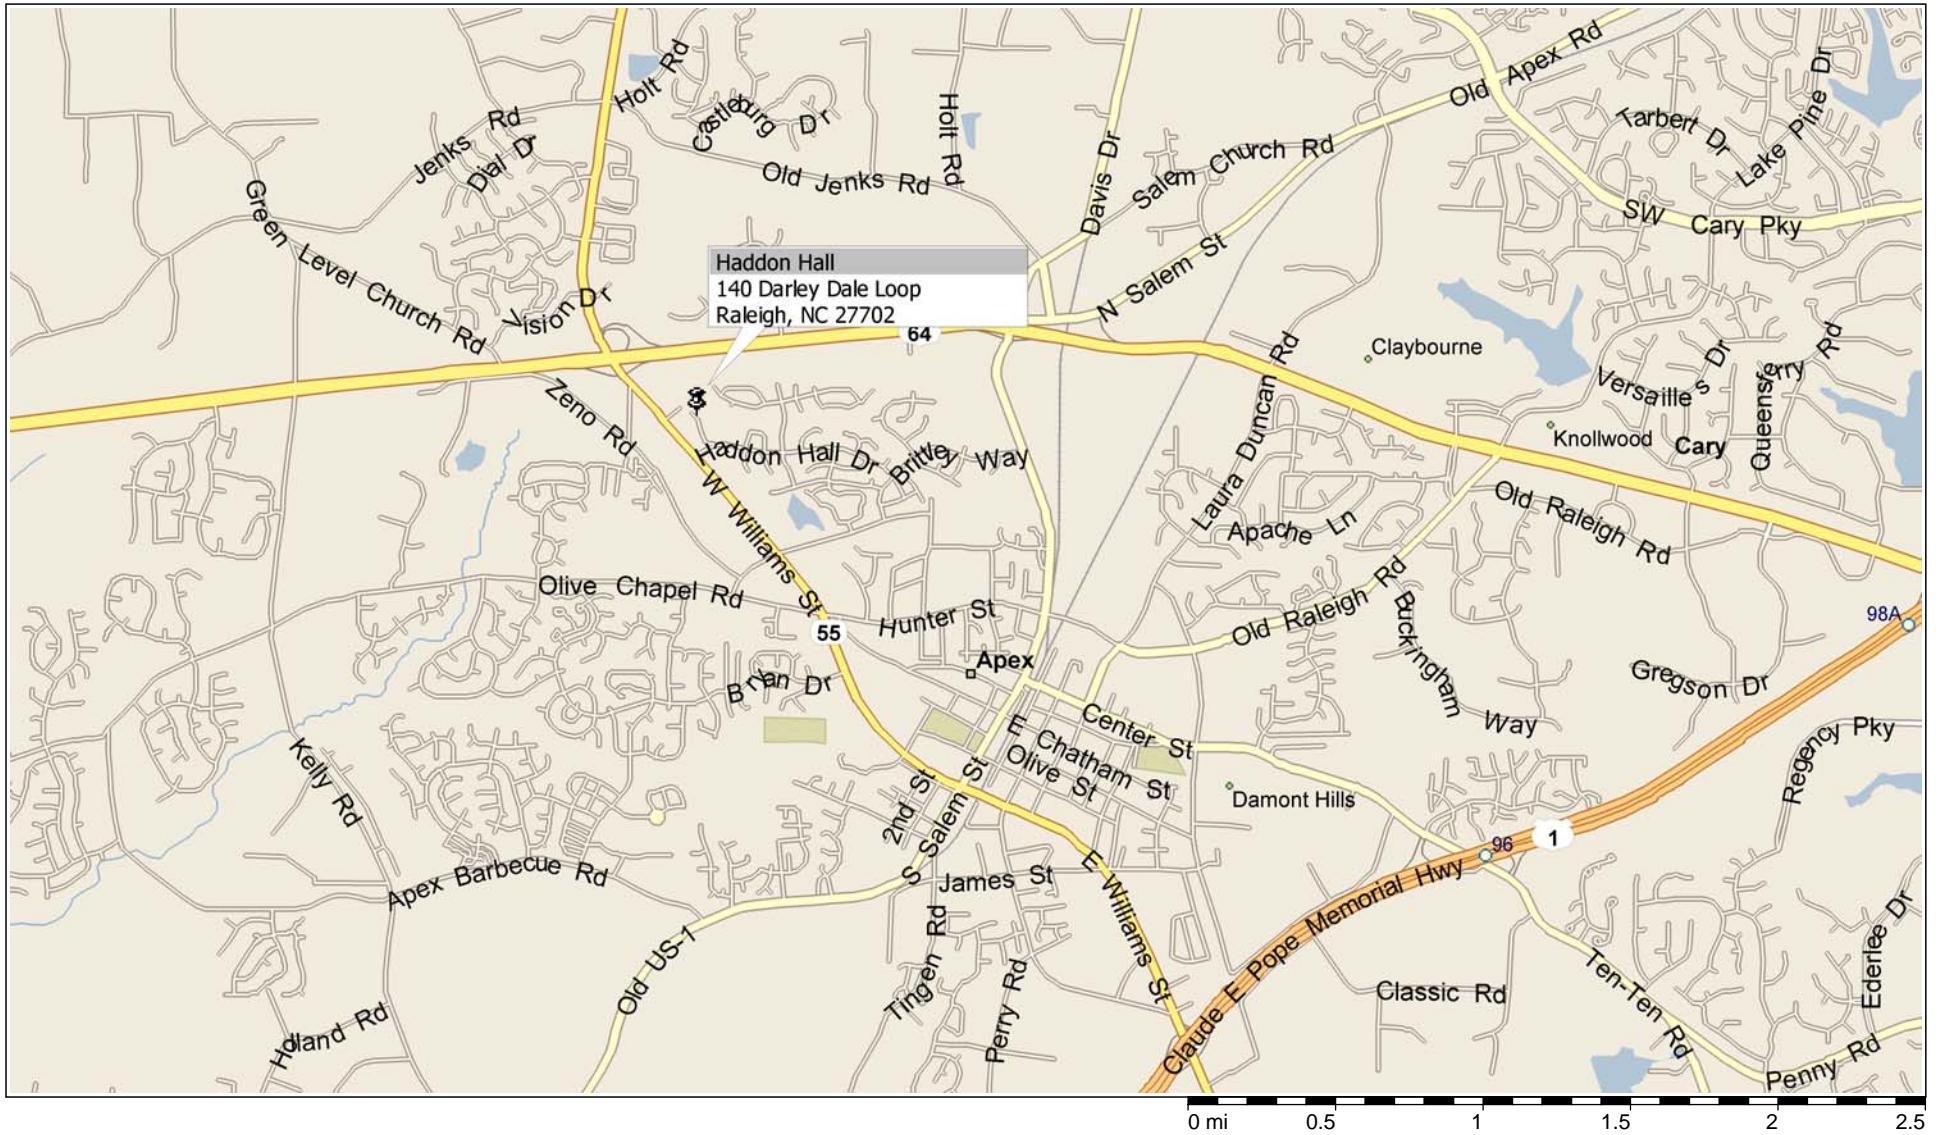 Holt Rd
Old Apex Rd
Jenks Rd
Dial Dr
Castleburg Dr
Holt Rd
Tarbert Dr
Lake Pine Dr
Old Jenks Rd
Davis Dr
Salem Church Rd
Green Level Church Rd
SW Cary Pky
N Salem St
Vision Dr
Haddon Hall
140 Darley Dale Loop
Raleigh, NC 27702
64
Claybourne
Versailles Dr
Queensferry Rd
Zeno Rd
Laura Duncan Rd
Knollwood
Cary
Haddon Hall Dr
Brittley Way
W Williams St
Apache Ln
Old Raleigh Rd
Olive Chapel Rd
Hunter St
Old Raleigh Rd
Buckingham Way
98A
55
Apex
Bryan Dr
Gregson Dr
Center St
E Chatham St
Olive St
Regency Pky
Kelly Rd
2nd St
S Salem St
Damont Hills
96
1
Apex Barbecue Rd
James St
E Williams St
Claude E Pope Memorial Hwy
Old US-1
Tingen Rd
Perry Rd
Classic Rd
Ten-Ten Rd
Ederlee Dr
Holland Rd
Penny Rd
0 mi 0.5 1 1.5 2 2.5